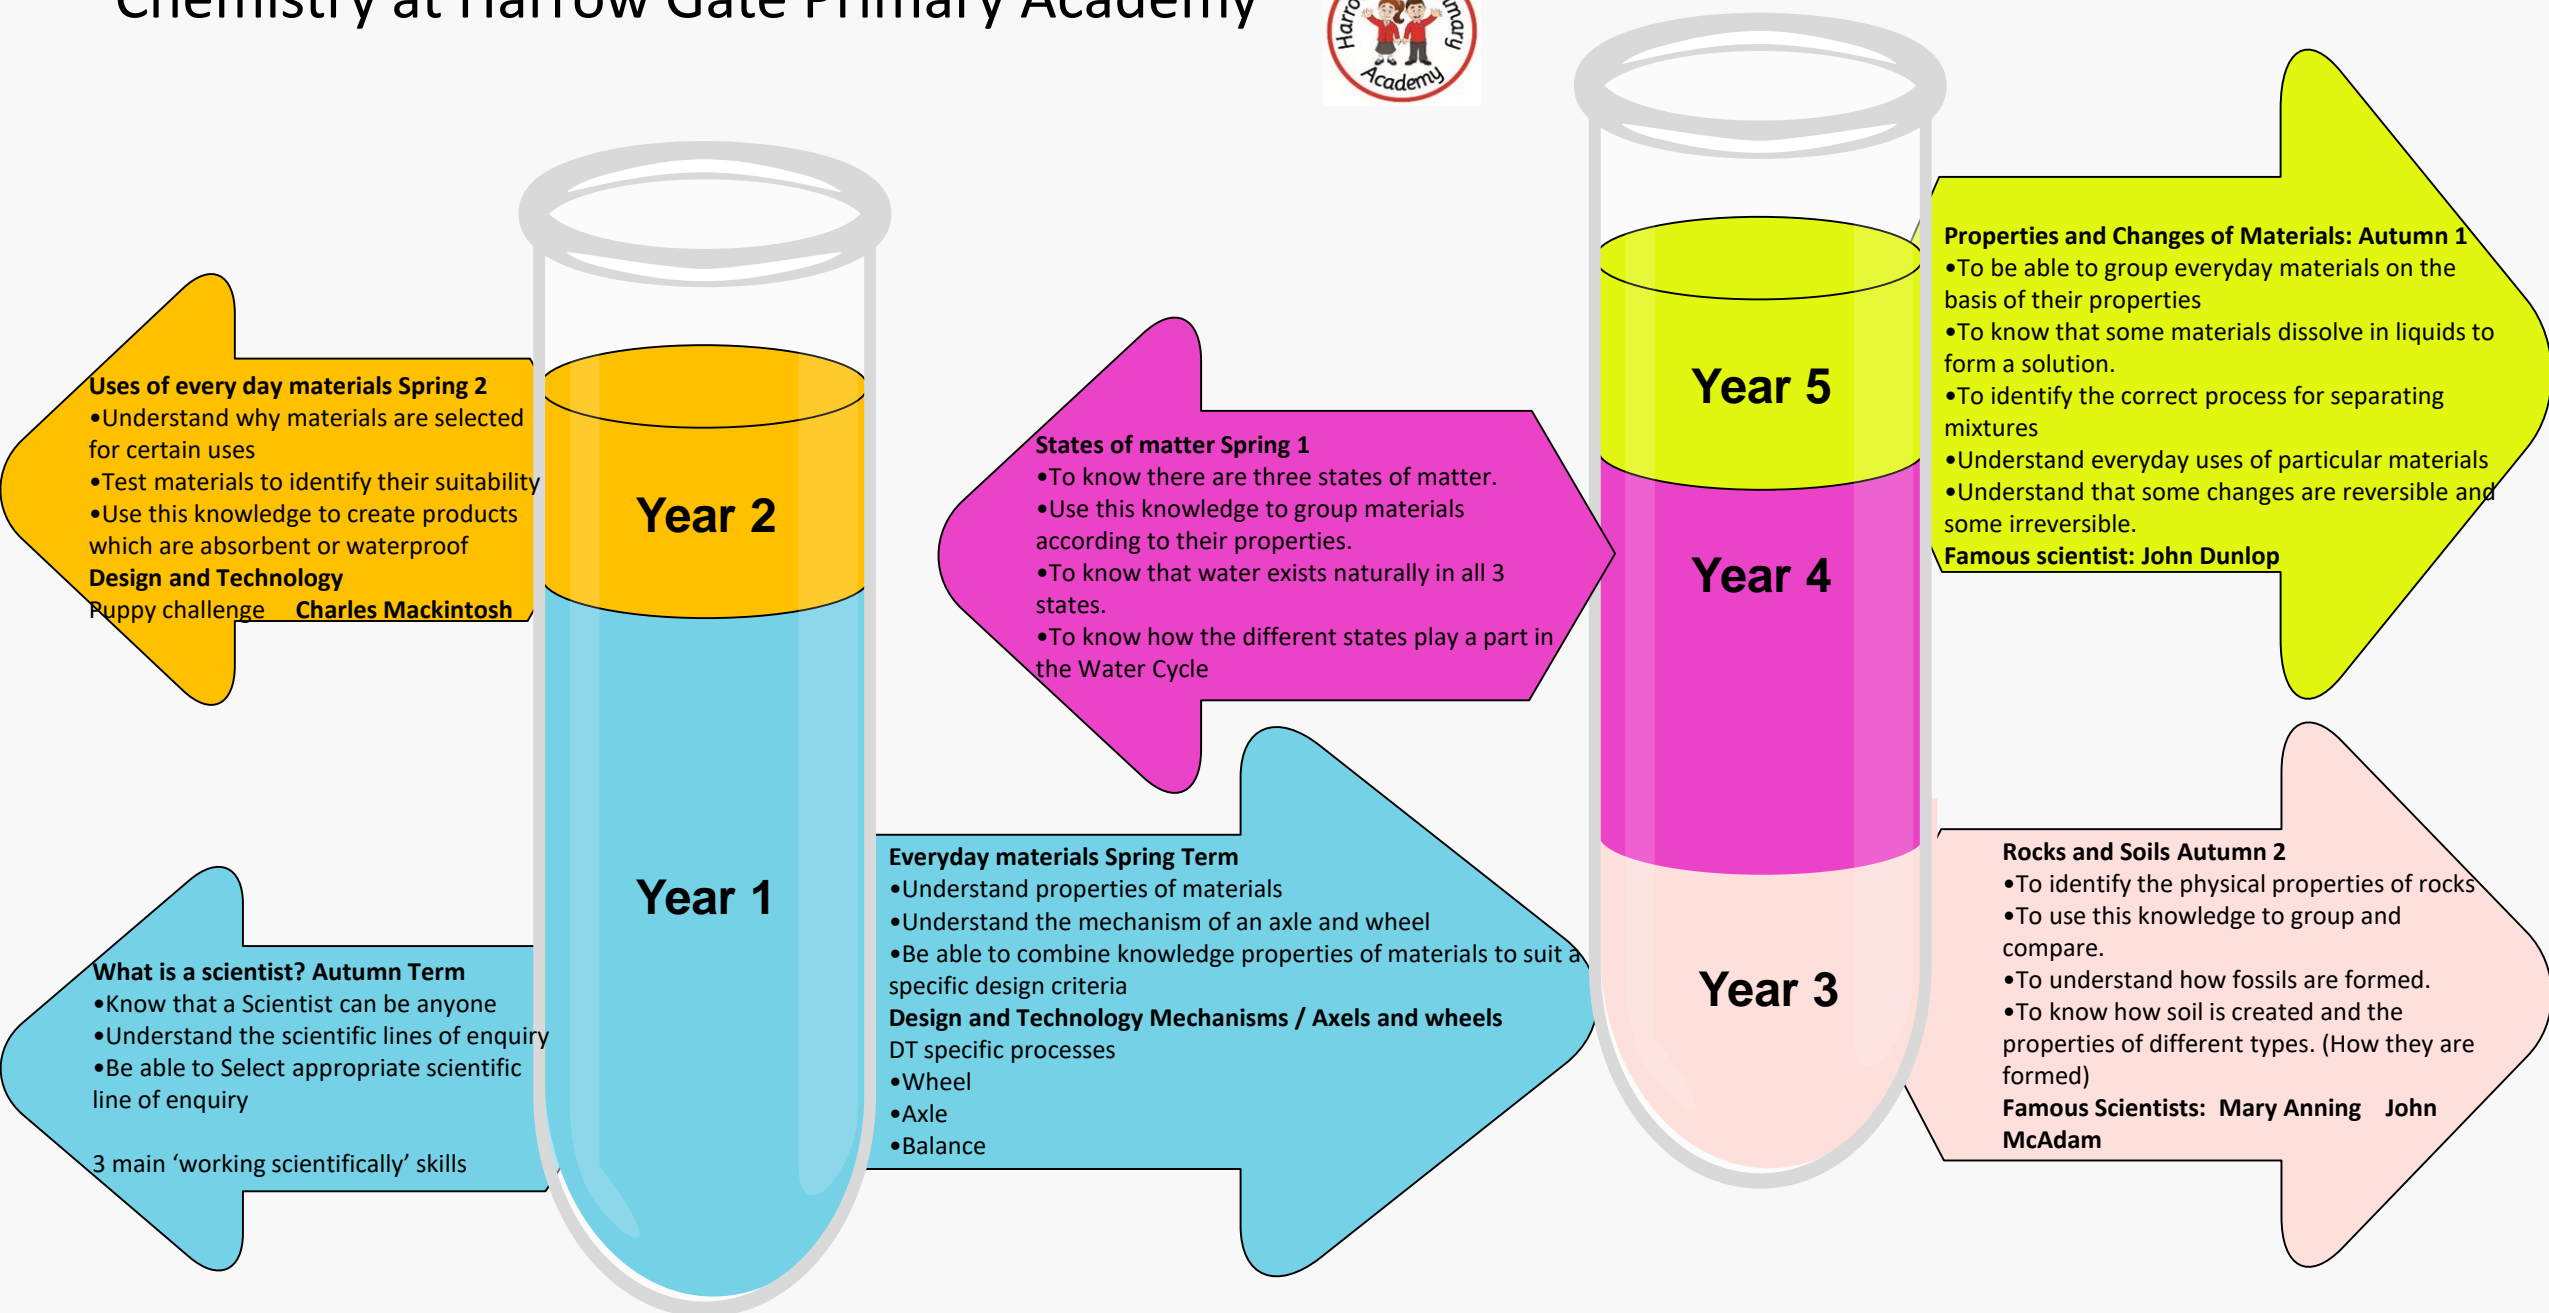 Chemistry at Harrow Gate Primary Academy
Academy
Uses of every day materials Spring 2
•Understand why materials are selected
for certain uses
•Test materials to identify their suitability
•Use this knowledge to create products
which are absorbent or waterproof
Design and Technology
Puppy challenge Charles Mackintosh
Year 2
Year 1
What is a scientist? Autumn Term
•Know that a Scientist can be anyone
•Understand the scientific lines of enquiry
•Be able to Select appropriate scientific
line of enquiry
3 main ‘working scientifically’ skills
Everyday materials Spring Term
•Understand properties of materials
•Understand the mechanism of an axle and wheel
•Be able to combine knowledge properties of materials to suit a
specific design criteria
Design and Technology Mechanisms / Axels and wheels
DT specific processes
•Wheel
•Axle
•Balance
States of matter Spring 1
•To know there are three states of matter.
•Use this knowledge to group materials
according to their properties.
•To know that water exists naturally in all 3
states.
•To know how the different states play a part in
the Water Cycle
Year 5
Year 4
Year 3
Properties and Changes of Materials: Autumn 1
•To be able to group everyday materials on the
basis of their properties
•To know that some materials dissolve in liquids to
form a solution.
•To identify the correct process for separating
mixtures
•Understand everyday uses of particular materials
•Understand that some changes are reversible and
some irreversible.
Famous scientist: John Dunlop
Rocks and Soils Autumn 2
•To identify the physical properties of rocks
•To use this knowledge to group and
compare.
•To understand how fossils are formed.
•To know how soil is created and the
properties of different types. (How they are
formed)
Famous Scientists: Mary Anning John
McAdam